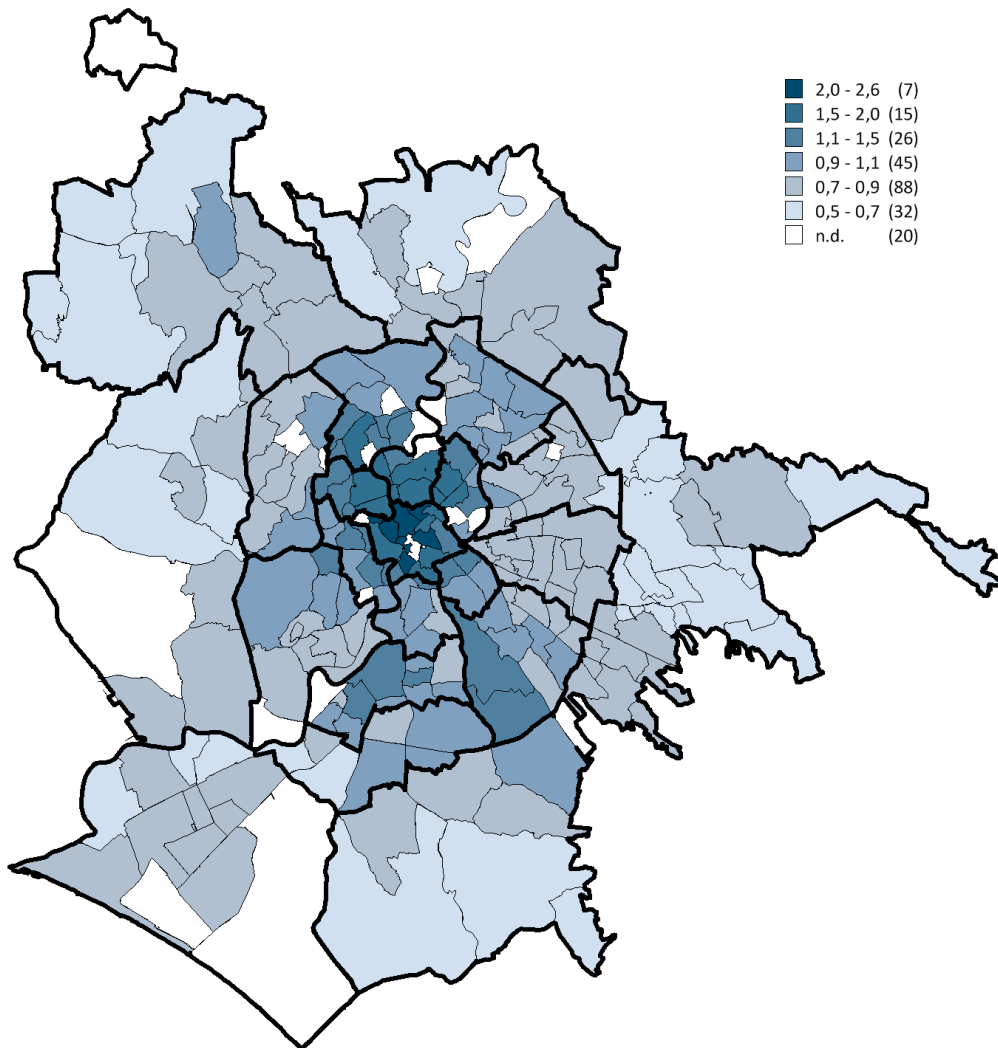 2,0 - 2,6 (7)
1,5 - 2,0 (15)
1,1 - 1,5 (26)
0,9 - 1,1 (45)
0,7 - 0,9 (88)
0,5 - 0,7 (32)
n.d. (20)